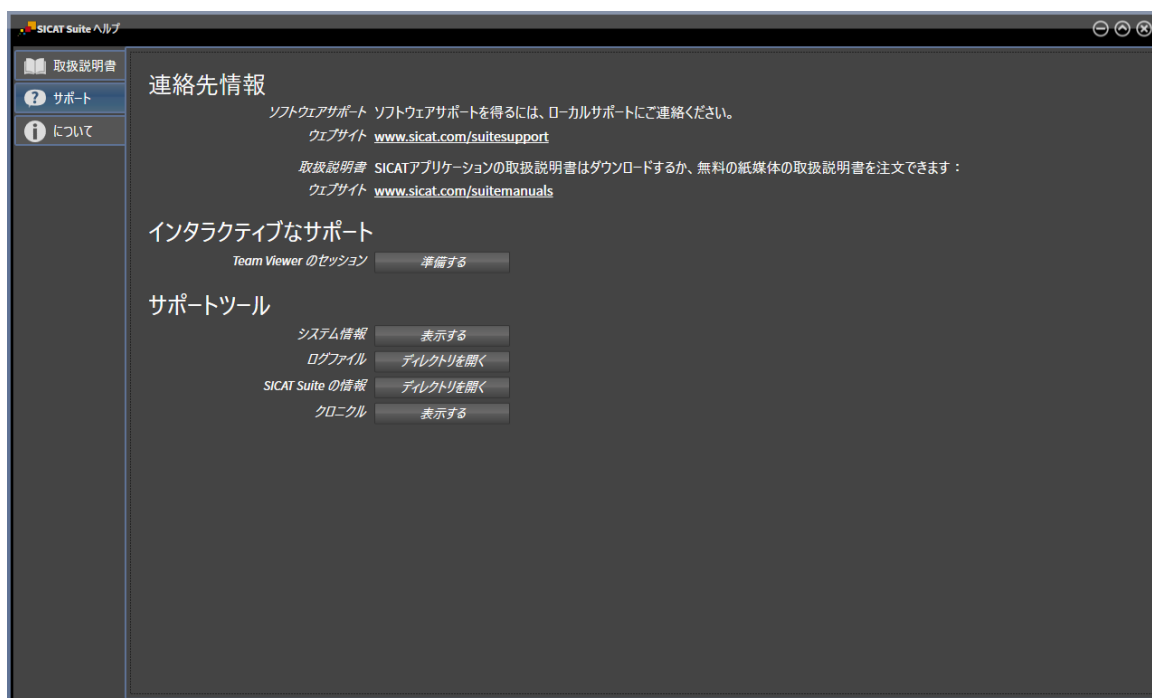 SICAT Suite ヘルプ
取扱説明書
サポート
について
連絡先情報
ソフトウェアサポート ソフトウェアサポートを得るには、ローカルサポートにご連絡ください。
ウェブサイト www.sicat.com/suitesupport
取扱説明書 SICATアプリケーションの取扱説明書はダウンロードするか、無料の紙媒体の取扱説明書を注文できます：
ウェブサイト www.sicat.com/suitemanuals
インタラクティブなサポート
Team Viewer のセッション 準備する
サポートツール
システム情報 表示する
ログファイル ディレクトリを開く
SICAT Suite の情報 ディレクトリを開く
クロニクル 表示する